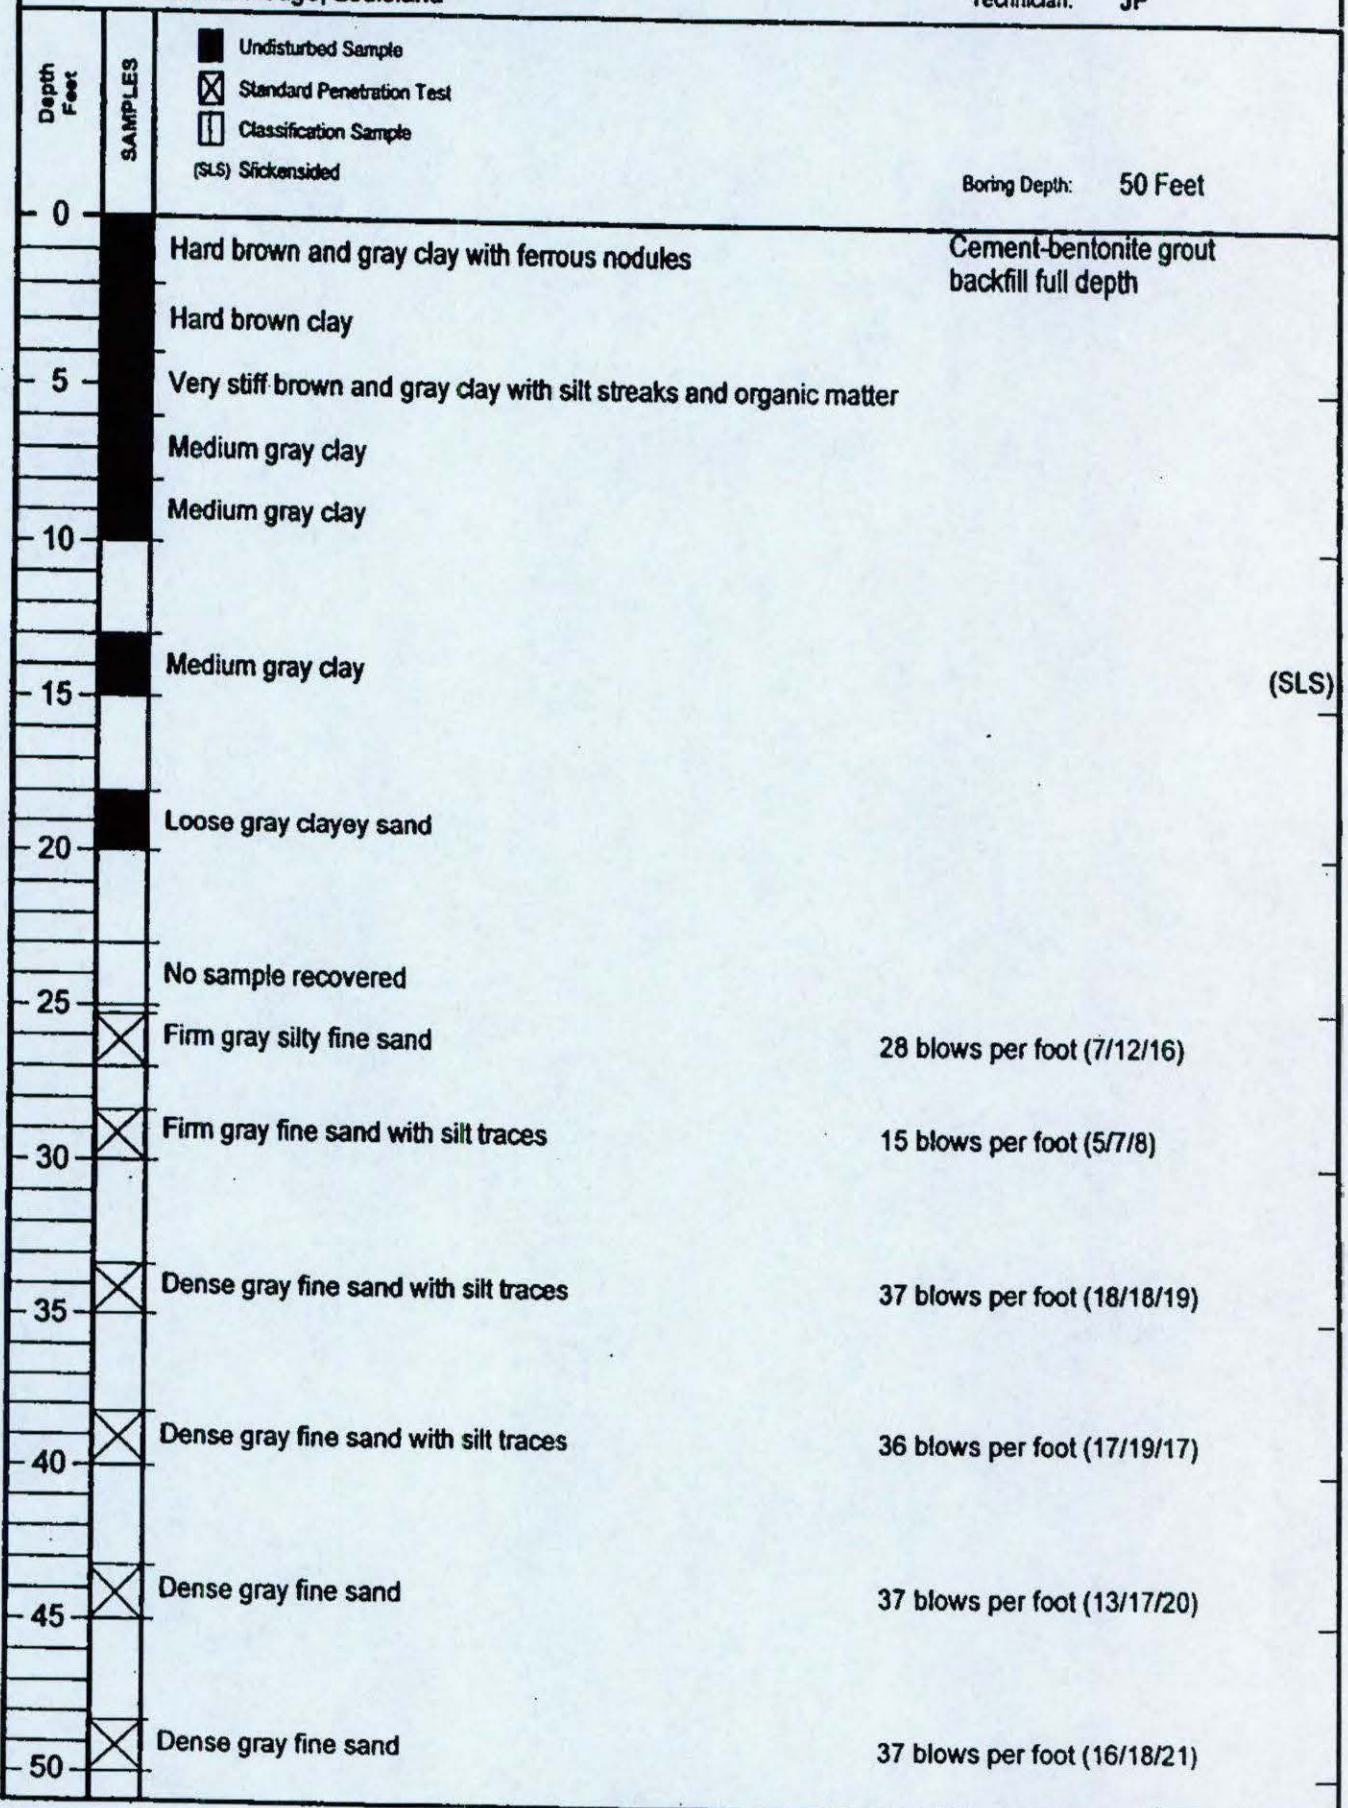 Technician: JP
Depth Feet
SAMPLES
Undisturbed Sample
Standard Penetration Test
Classification Sample
(SLS) Slickensided
Boring Depth: 50 Feet
0
Hard brown and gray clay with ferrous nodules
Cement-bentonite grout
backfill full depth
Hard brown clay
5
Very stiff brown and gray clay with silt streaks and organic matter
Medium gray clay
Medium gray clay
10
Medium gray clay
15
(SLS)
Loose gray clayey sand
20
No sample recovered
25
Firm gray silty fine sand
28 blows per foot (7/12/16)
Firm gray fine sand with silt traces
15 blows per foot (5/7/8)
30
Dense gray fine sand with silt traces
37 blows per foot (18/18/19)
35
Dense gray fine sand with silt traces
36 blows per foot (17/19/17)
40
Dense gray fine sand
37 blows per foot (13/17/20)
45
Dense gray fine sand
37 blows per foot (16/18/21)
50